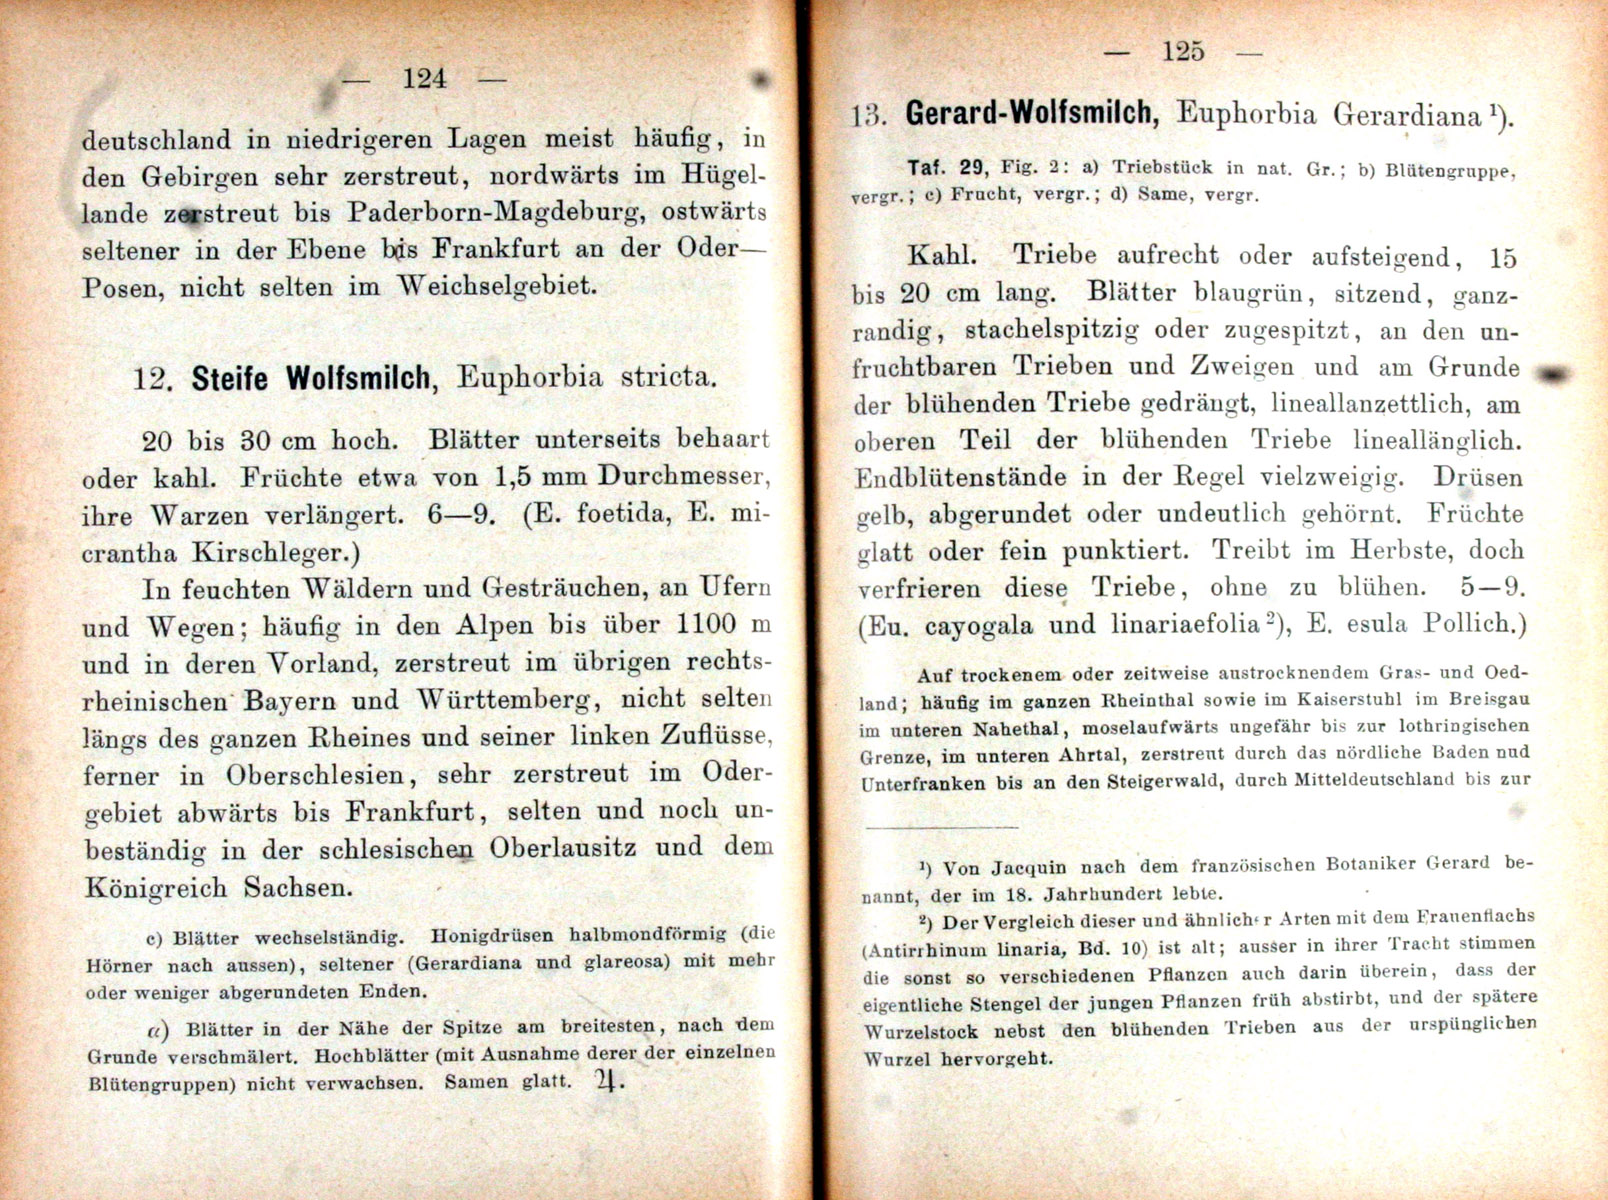 — 124 —
deutschland in niedrigeren Lagen meist häufig, in
den Gebirgen sehr zerstreut, nordwärts im Hügel-
lande zerstreut bis Paderborn-Magdeburg, ostwärts
seltener in der Ebene bis Frankfurt an der Oder—
Posen, nicht selten im Weichselgebiet.
12. Steife Wolfsmilch, Euphorbia stricta.
20 bis 30 cm hoch. Blätter unterseits behaart
oder kahl. Früchte etwa von 1,5 mm Durchmesser,
ihre Warzen verlängert. 6—9. (E. foetida, E. mi-
crantha Kirschleger.)
In feuchten Wäldern und Gesträuchen, an Ufern
und Wegen; häufig in den Alpen bis über 1100 m
und in deren Vorland, zerstreut im übrigen rechts-
rheinischen Bayern und Württemberg, nicht selten
längs des ganzen Rheines und seiner linken Zuflüsse,
ferner in Oberschlesien, sehr zerstreut im Oder-
gebiet abwärts bis Frankfurt, selten und noch un-
beständig in der schlesischen Oberlausitz und dem
Königreich Sachsen.
c) Blätter wechselständig. Honigdrüsen halbmondförmig (die
Hörner nach aussen), seltener (Gerardiana und glareosa) mit mehr
oder weniger abgerundeten Enden.
α) Blätter in der Nähe der Spitze am breitesten, nach dem
Grunde verschmälert. Hochblätter (mit Ausnahme derer der einzelnen
Blütengruppen) nicht verwachsen. Samen glatt. ♃.
— 125 —
13. Gerard-Wolfsmilch, Euphorbia Gerardiana ¹).
Taf. 29, Fig. 2: a) Triebstück in nat. Gr.; b) Blütengruppe,
vergr.; c) Frucht, vergr.; d) Same, vergr.
Kahl. Triebe aufrecht oder aufsteigend, 15
bis 20 cm lang. Blätter blaugrün, sitzend, ganz-
randig, stachelspitzig oder zugespitzt, an den un-
fruchtbaren Trieben und Zweigen und am Grunde
der blühenden Triebe gedrängt, lineallanzettlich, am
oberen Teil der blühenden Triebe lineallänglich.
Endblütenstände in der Regel vielzweigig. Drüsen
gelb, abgerundet oder undeutlich gehörnt. Früchte
glatt oder fein punktiert. Treibt im Herbste, doch
verfrieren diese Triebe, ohne zu blühen. 5—9.
(Eu. cayogala und linariaefolia ²), E. esula Pollich.)
Auf trockenem oder zeitweise austrocknendem Gras- und Oed-
land; häufig im ganzen Rheinthal sowie im Kaiserstuhl im Breisgau
im unteren Nahethal, moselaufwärts ungefähr bis zur lothringischen
Grenze, im unteren Ahrtal, zerstreut durch das nördliche Baden und
Unterfranken bis an den Steigerwald, durch Mitteldeutschland bis zur
¹) Von Jacquin nach dem französischen Botaniker Gerard be-
nannt, der im 18. Jahrhundert lebte.
²) Der Vergleich dieser und ähnlicher Arten mit dem Frauenflachs
(Antirrhinum linaria, Bd. 10) ist alt; ausser in ihrer Tracht stimmen
die sonst so verschiedenen Pflanzen auch darin überein, dass der
eigentliche Stengel der jungen Pflanzen früh abstirbt, und der spätere
Wurzelstock nebst den blühenden Trieben aus der urspünglichen
Wurzel hervorgeht.